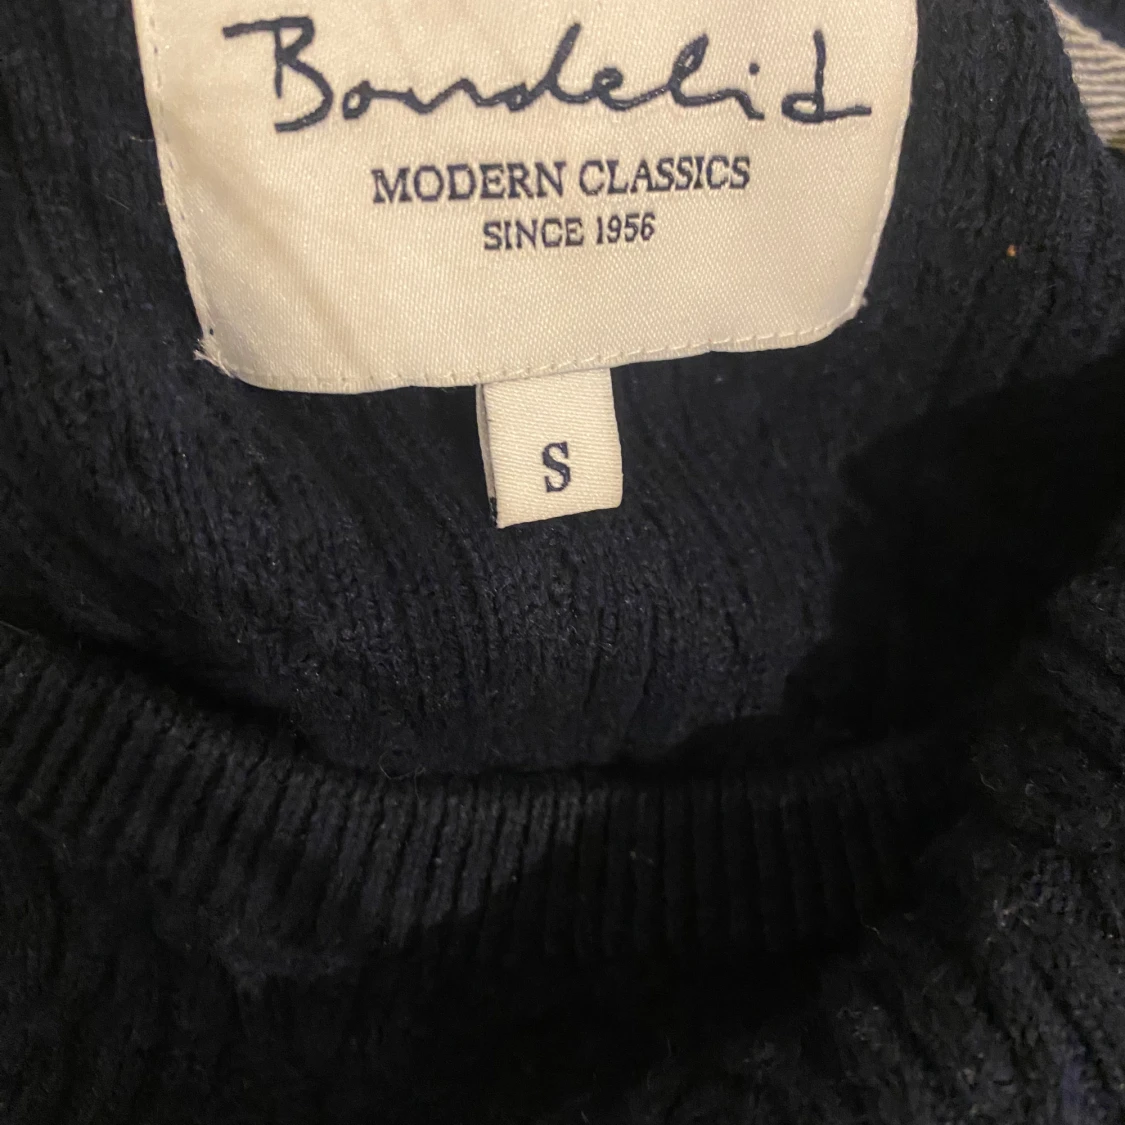 Bondelid
MODERN CLASSICS
SINCE 1956
S